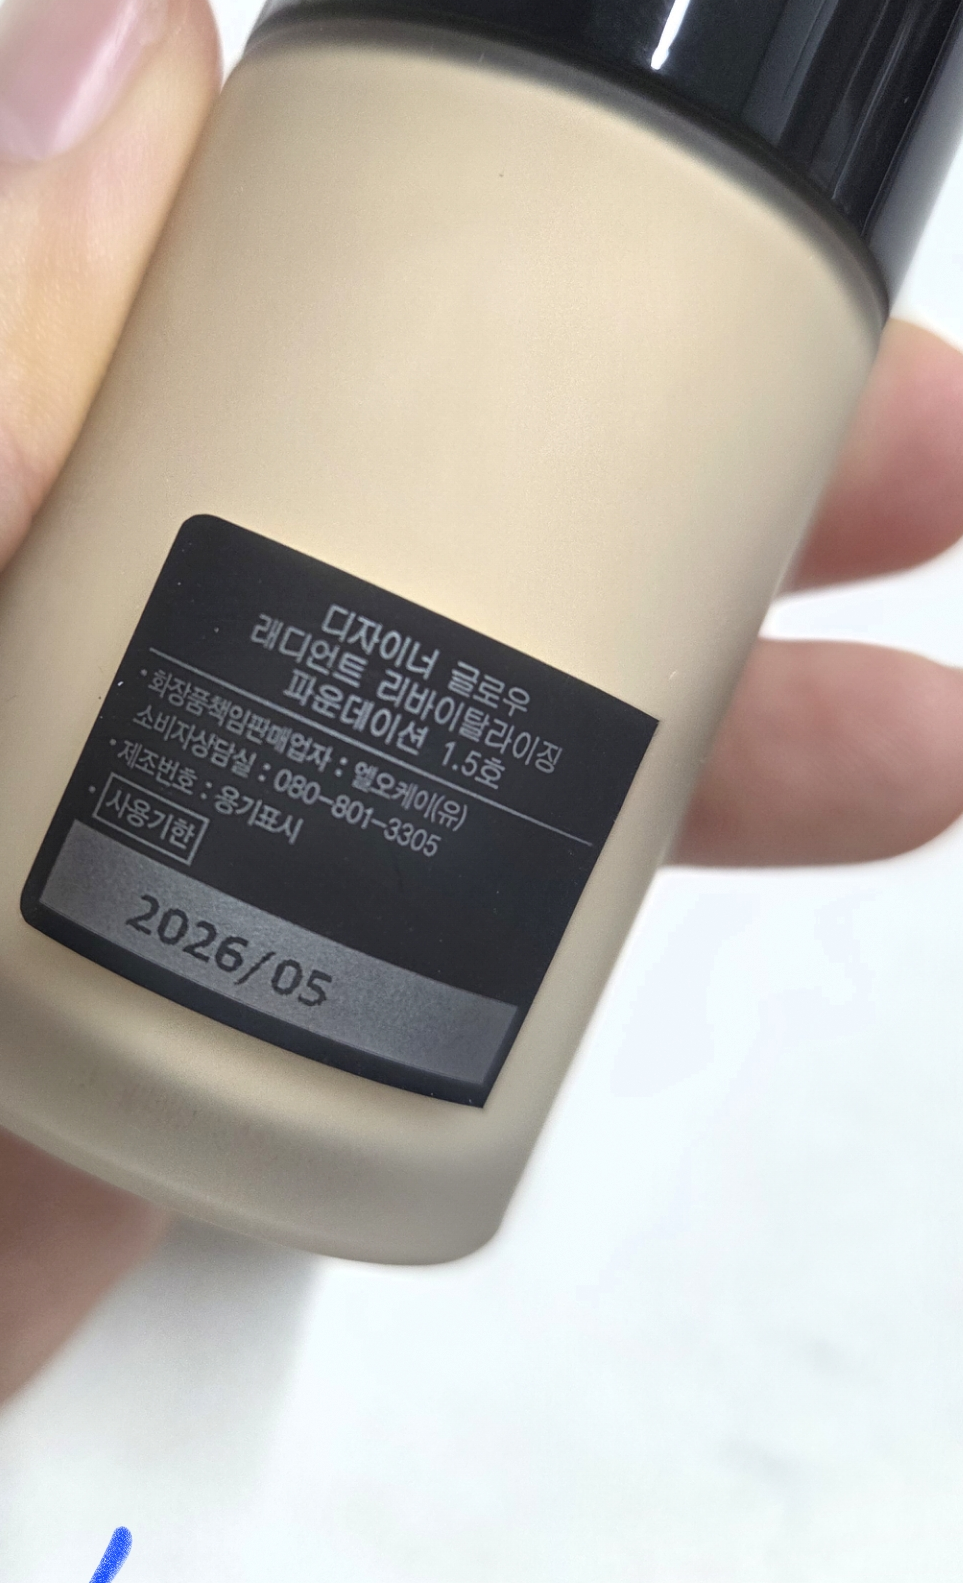 디자이너 글로우
래디언트 리바이탈라이징
파운데이션 1.5호
· 화장품책임판매업자 : 엘오케이(유)
소비자상담실 : 080-801-3305
· 제조번호 : 용기표시
· 사용기한
2026/05